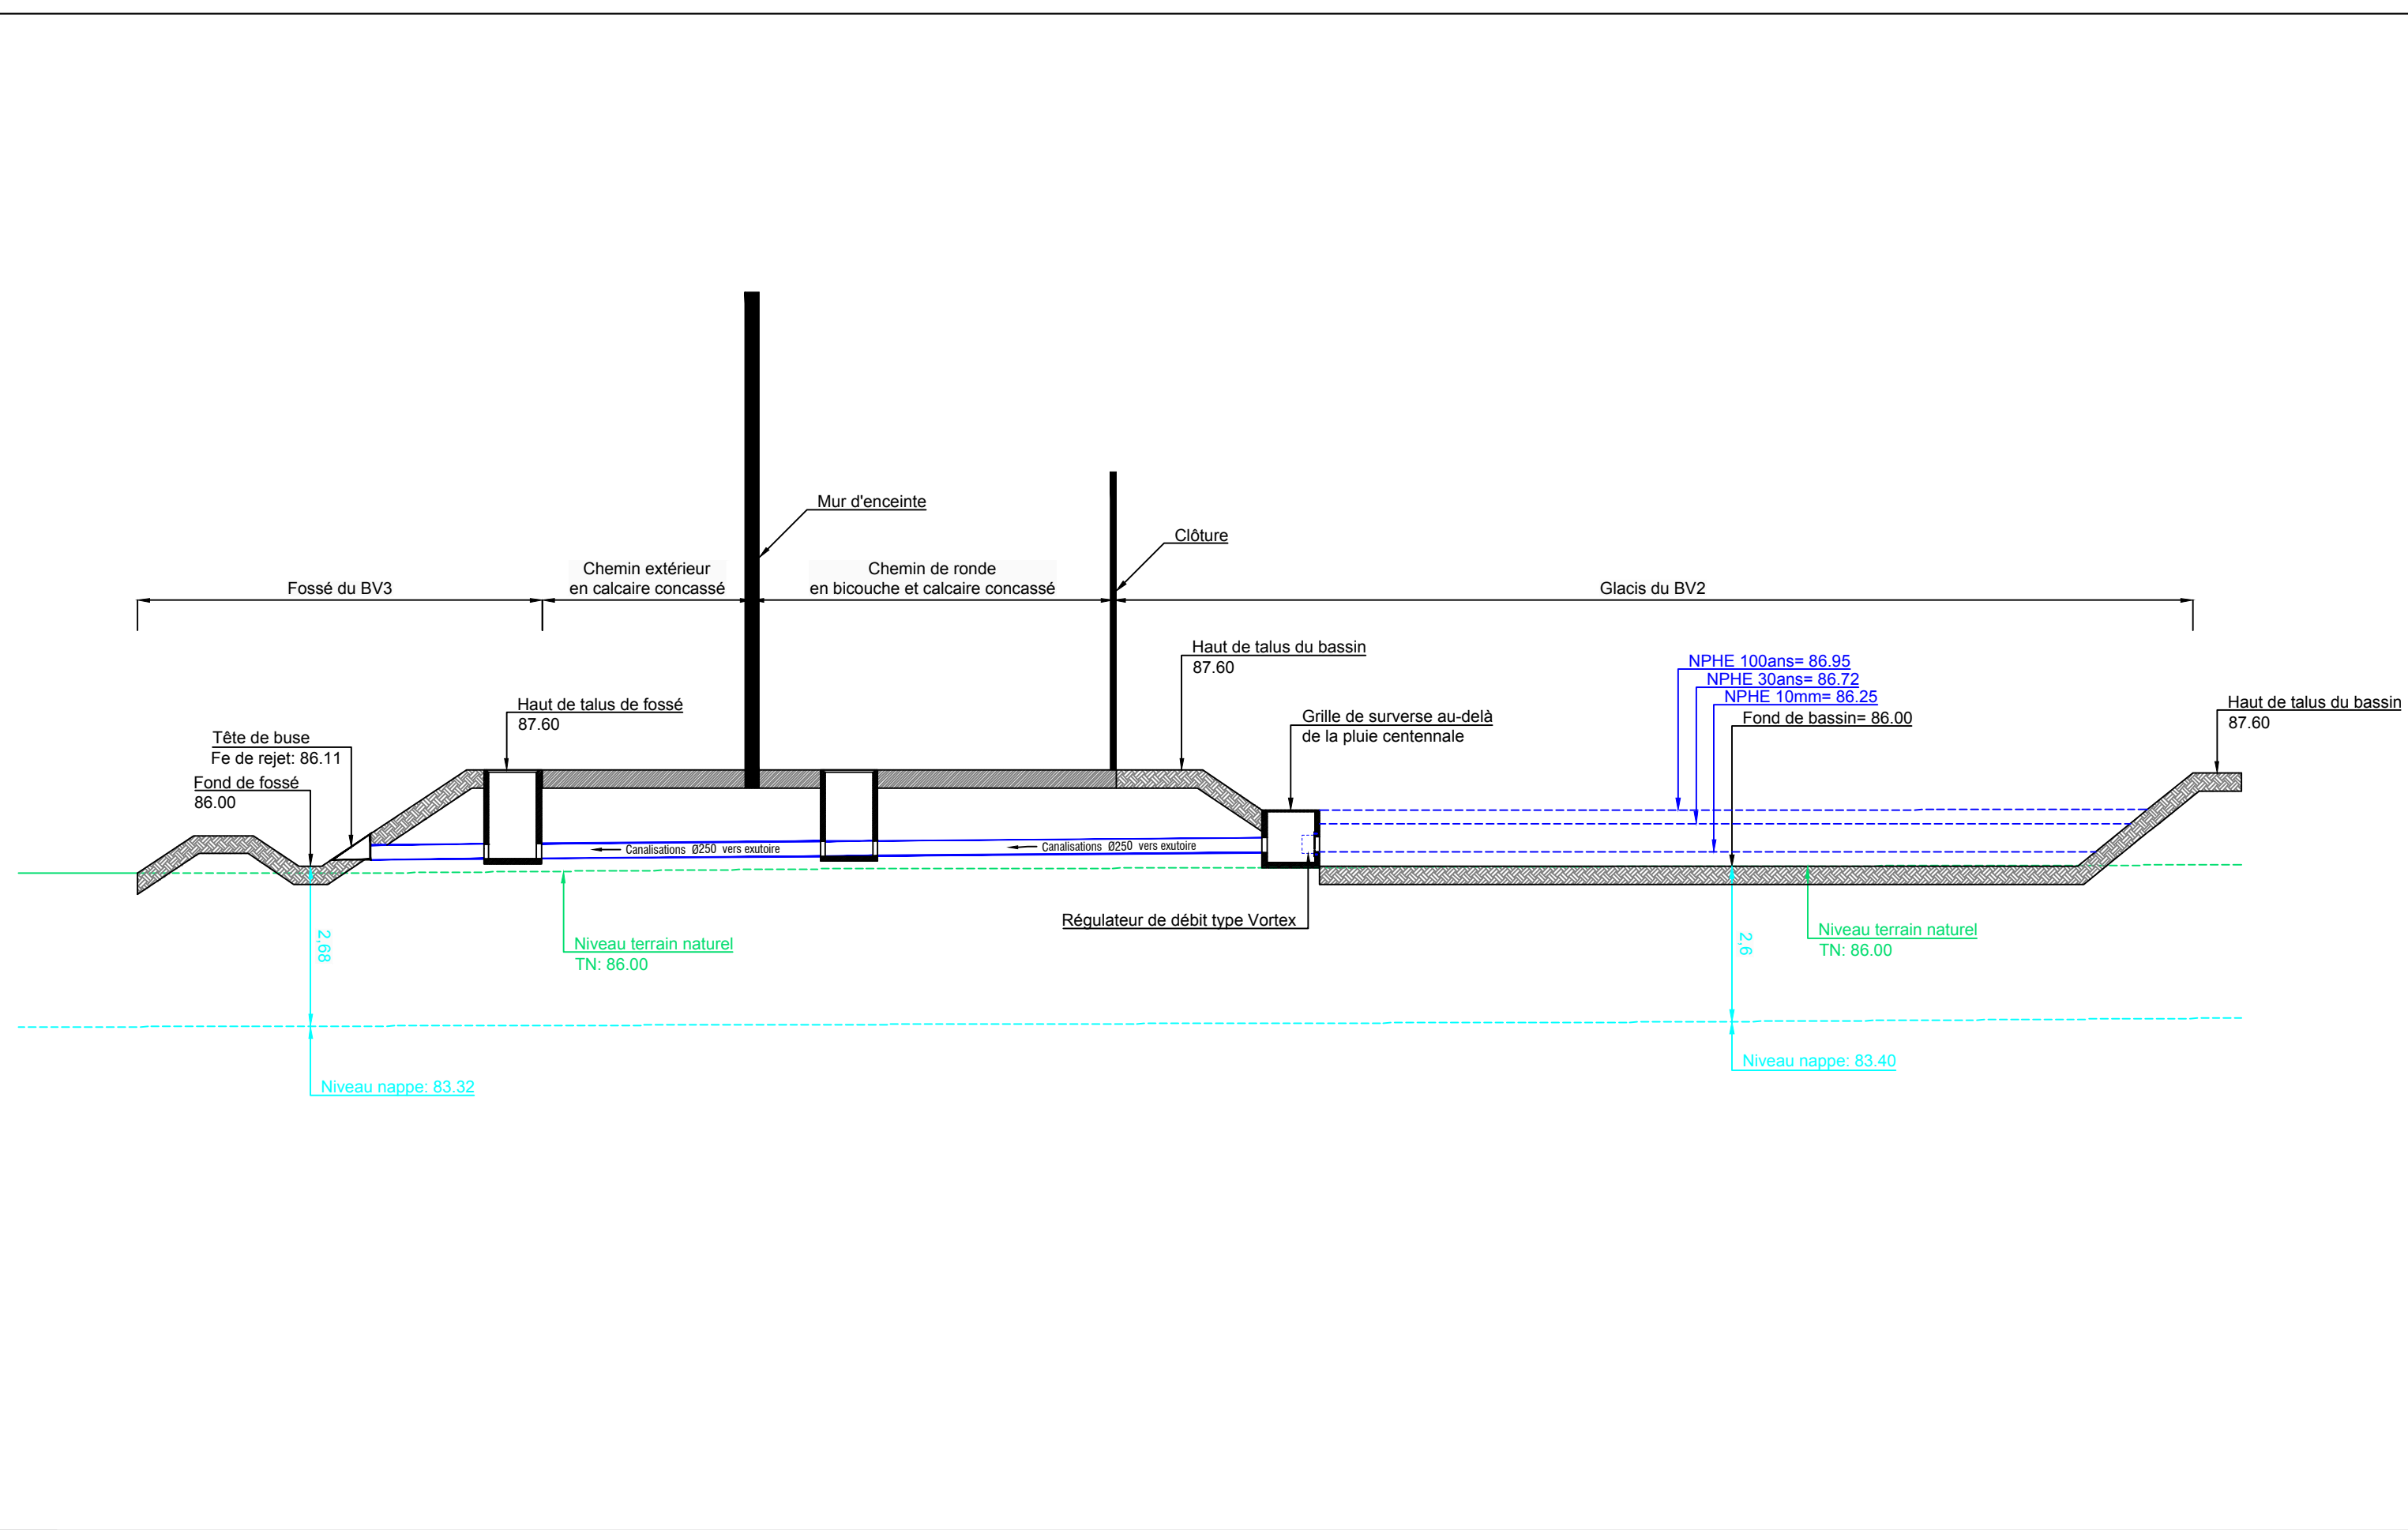 Mur d'enceinte
Clôture
Fossé du BV3
Chemin extérieur
en calcaire concassé
Chemin de ronde
en bicouche et calcaire concassé
Glacis du BV2
Haut de talus du bassin
87.60
NPHE 100ans= 86.95
NPHE 30ans= 86.72
NPHE 10mm= 86.25
Fond de bassin= 86.00
Haut de talus du bassin
87.60
Haut de talus de fossé
87.60
Grille de surverse au-delà
de la pluie centennale
Tête de buse
Fe de rejet: 86.11
Fond de fossé
86.00
Canalisations Ø250 vers exutoire
Canalisations Ø250 vers exutoire
Régulateur de débit type Vortex
2,68
Niveau terrain naturel
TN: 86.00
2,6
Niveau terrain naturel
TN: 86.00
Niveau nappe: 83.32
Niveau nappe: 83.40